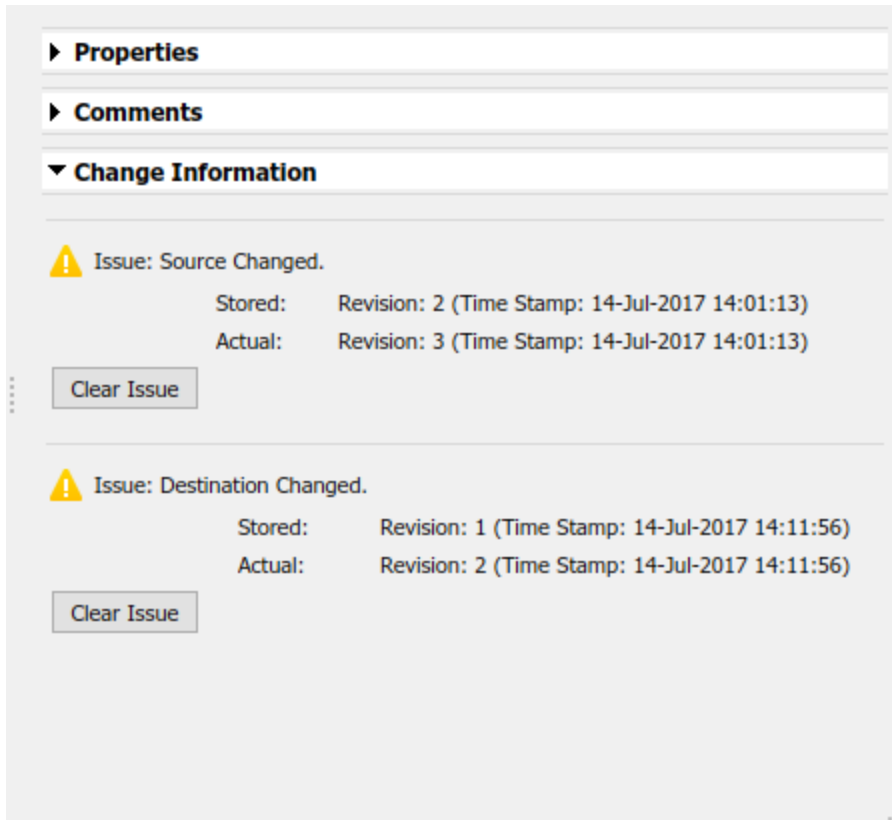 Properties
Comments
Change Information
Issue: Source Changed.
Stored: Revision: 2 (Time Stamp: 14-Jul-2017 14:01:13)
Actual: Revision: 3 (Time Stamp: 14-Jul-2017 14:01:13)
Clear Issue
Issue: Destination Changed.
Stored: Revision: 1 (Time Stamp: 14-Jul-2017 14:11:56)
Actual: Revision: 2 (Time Stamp: 14-Jul-2017 14:11:56)
Clear Issue